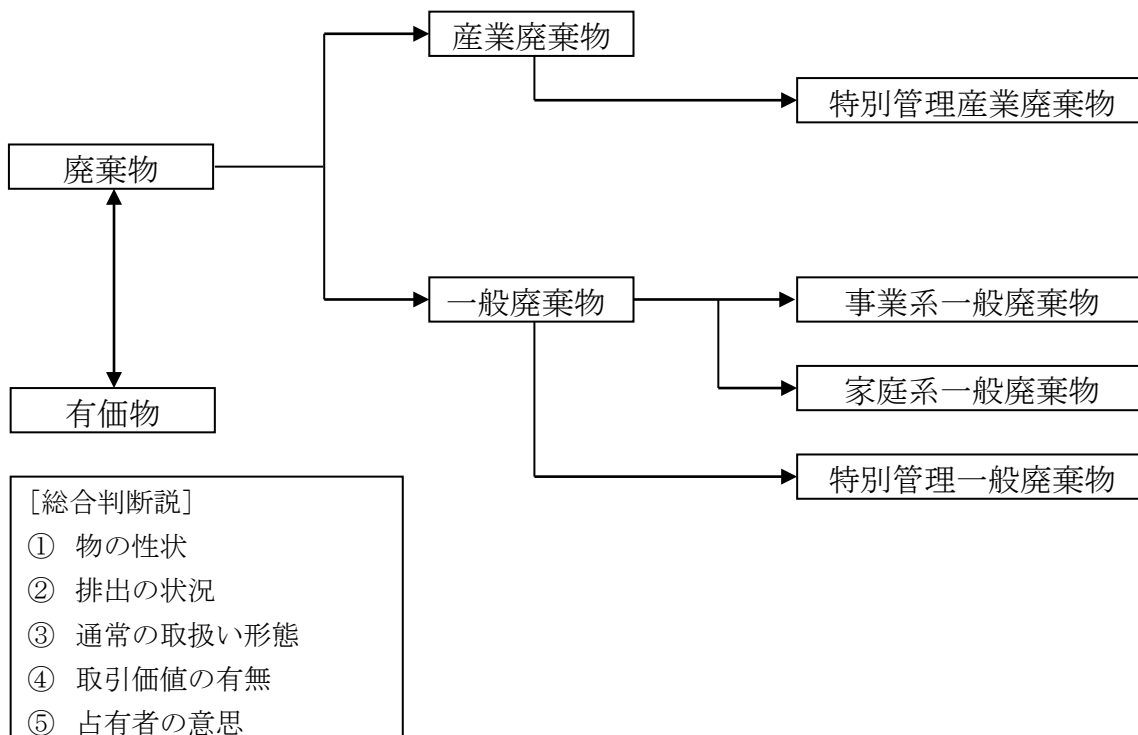 産業廃棄物
特別管理産業廃棄物
廃棄物
一般廃棄物
事業系一般廃棄物
家庭系一般廃棄物
有価物
特別管理一般廃棄物
［総合判断説］
① 物の性状
② 排出の状況
③ 通常の取扱い形態
④ 取引価値の有無
⑤ 占有者の意思